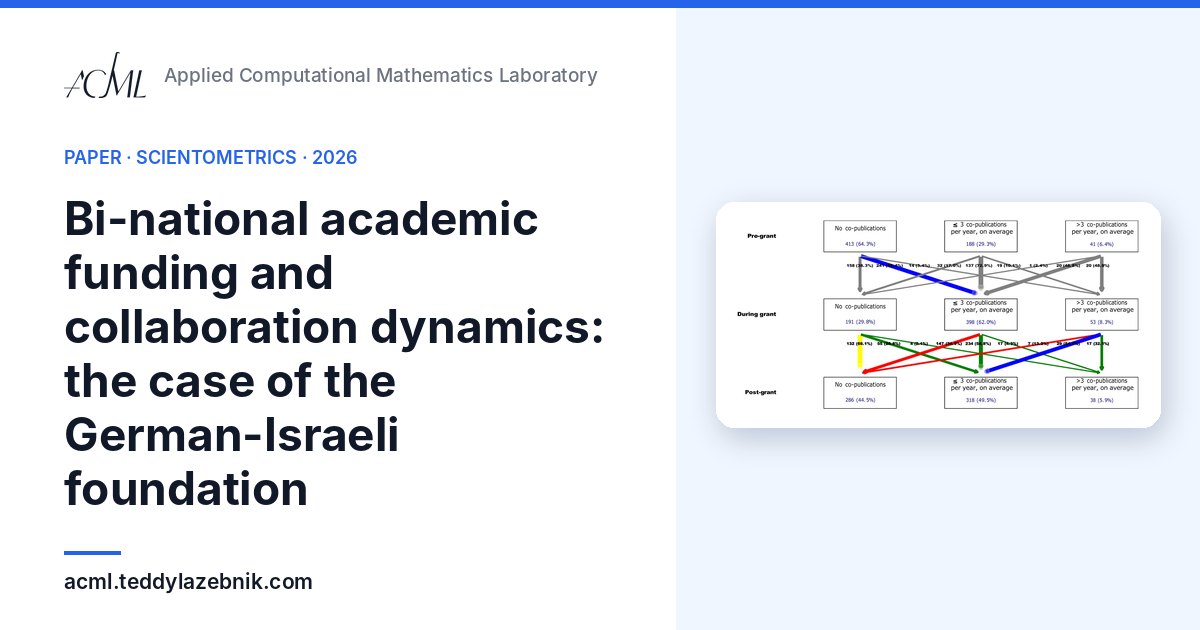 ACML
Applied Computational Mathematics Laboratory
PAPER · SCIENTOMETRICS · 2026
Bi-national academic
funding and
collaboration dynamics:
the case of the
German-Israeli
foundation
acml.teddylazebnik.com
Pre-grant
No co-publications
413 (64.3%)
≤ 3 co-publications
per year, on average
188 (29.3%)
>3 co-publications
per year, on average
41 (6.4%)
During grant
No co-publications
191 (29.8%)
≤ 3 co-publications
per year, on average
398 (62.0%)
>3 co-publications
per year, on average
53 (8.3%)
Post-grant
No co-publications
286 (44.5%)
≤ 3 co-publications
per year, on average
318 (49.5%)
>3 co-publications
per year, on average
38 (5.9%)